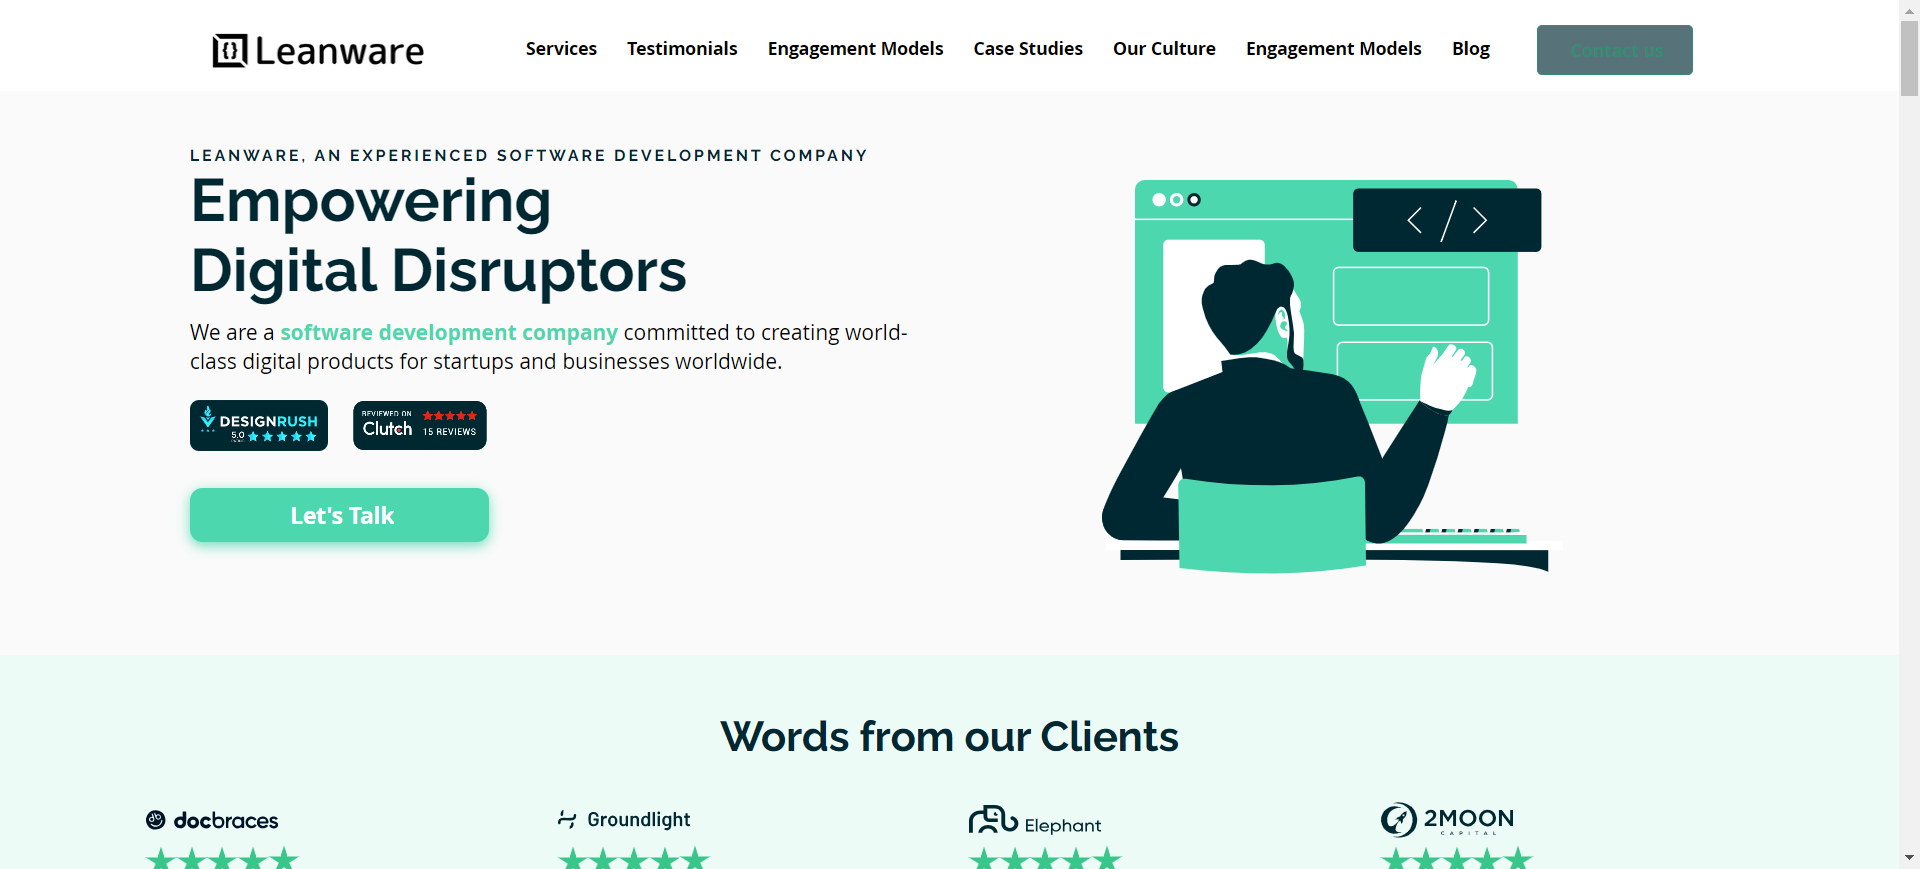 Leanware
Services Testimonials Engagement Models Case Studies Our Culture Engagement Models Blog Contact us
LEANWARE, AN EXPERIENCED SOFTWARE DEVELOPMENT COMPANY
Empowering
Digital Disruptors
We are a software development company committed to creating world-
class digital products for startups and businesses worldwide.
DESIGNRUSH
5.0
REVIEWED ON
Clutch
15 REVIEWS
Let's Talk
</>
Words from our Clients
docbraces
Groundlight
Elephant
2MOON
CAPITAL